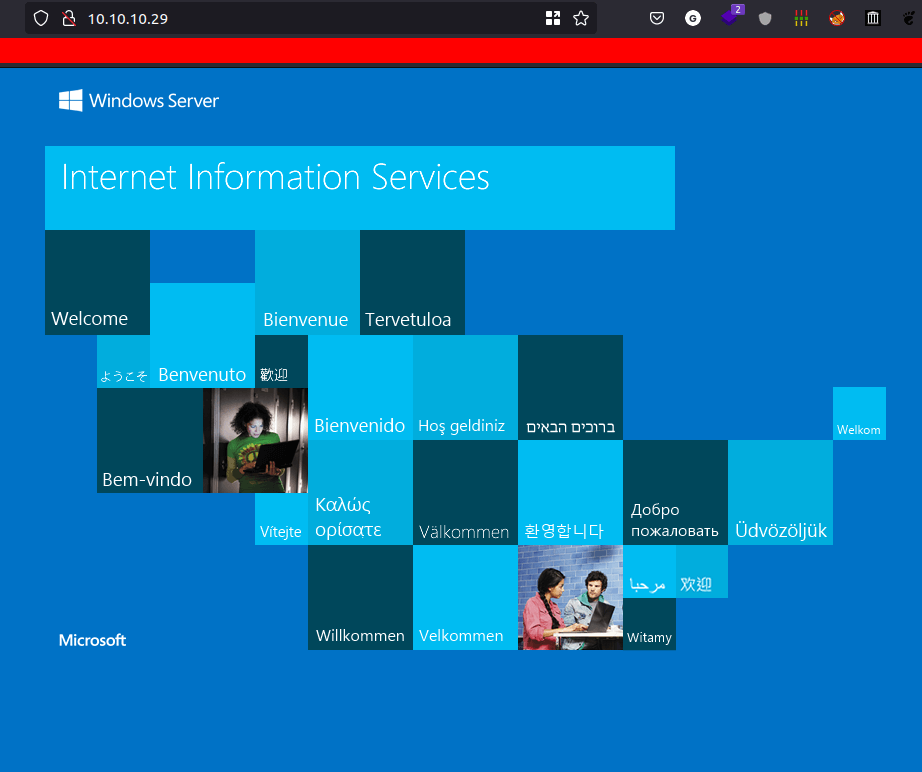 10.10.10.29
G
2
Windows Server
Internet Information Services
Welcome
Bienvenue
Tervetuloa
ようこそ
Benvenuto
歡迎
Bienvenido
Hoş geldiniz
ברוכים הבאים
Welkom
Bem-vindo
Vítejte
Καλώς
ορίσατε
Välkommen
환영합니다
Добро
пожаловать
Üdvözöljük
Willkommen
Velkommen
مرحبا
欢迎
Witamy
Microsoft